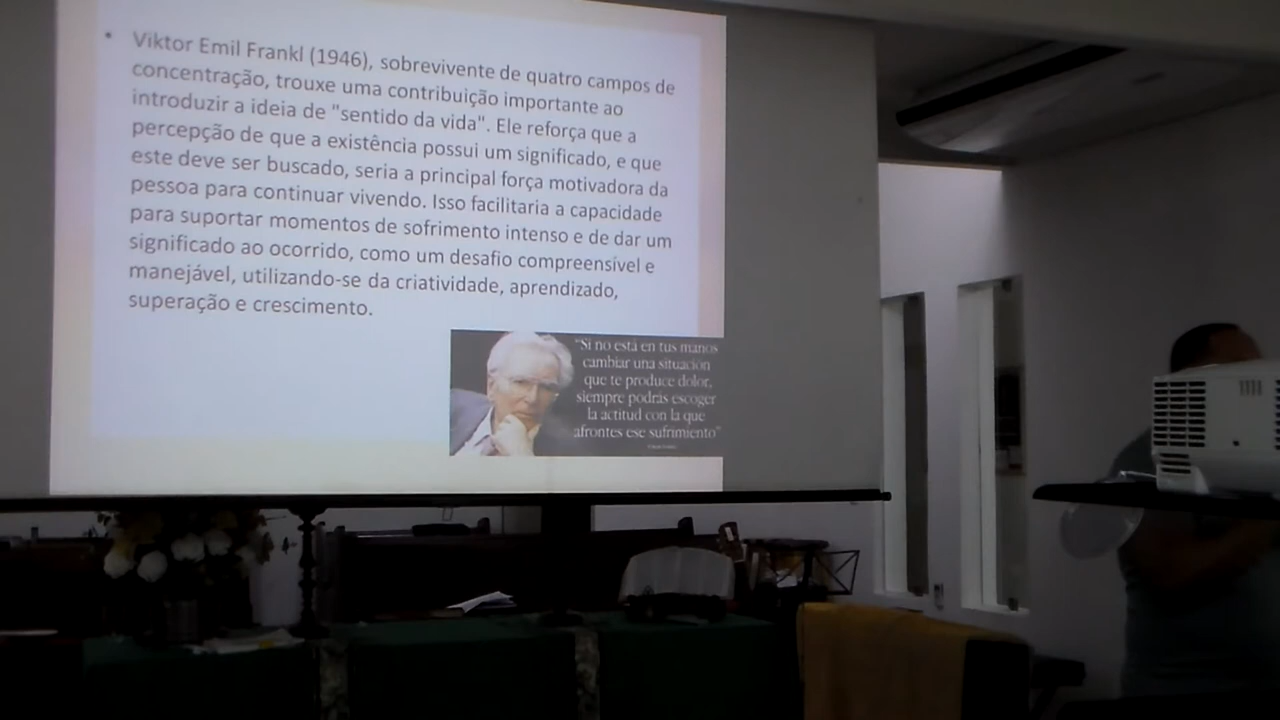 • Viktor Emil Frankl (1946), sobrevivente de quatro campos de
concentração, trouxe uma contribuição importante ao
introduzir a ideia de "sentido da vida". Ele reforça que a
percepção de que a existência possui um significado, e que
este deve ser buscado, seria a principal força motivadora da
pessoa para continuar vivendo. Isso facilitaria a capacidade
para suportar momentos de sofrimento intenso e de dar um
significado ao ocorrido, como um desafio compreensível e
manejável, utilizando-se da criatividade, aprendizado,
superação e crescimento.
"Si no está en tus manos
cambiar una situación
que te produce dolor,
siempre podrás escoger
la actitud con la que
afrontes ese sufrimiento"